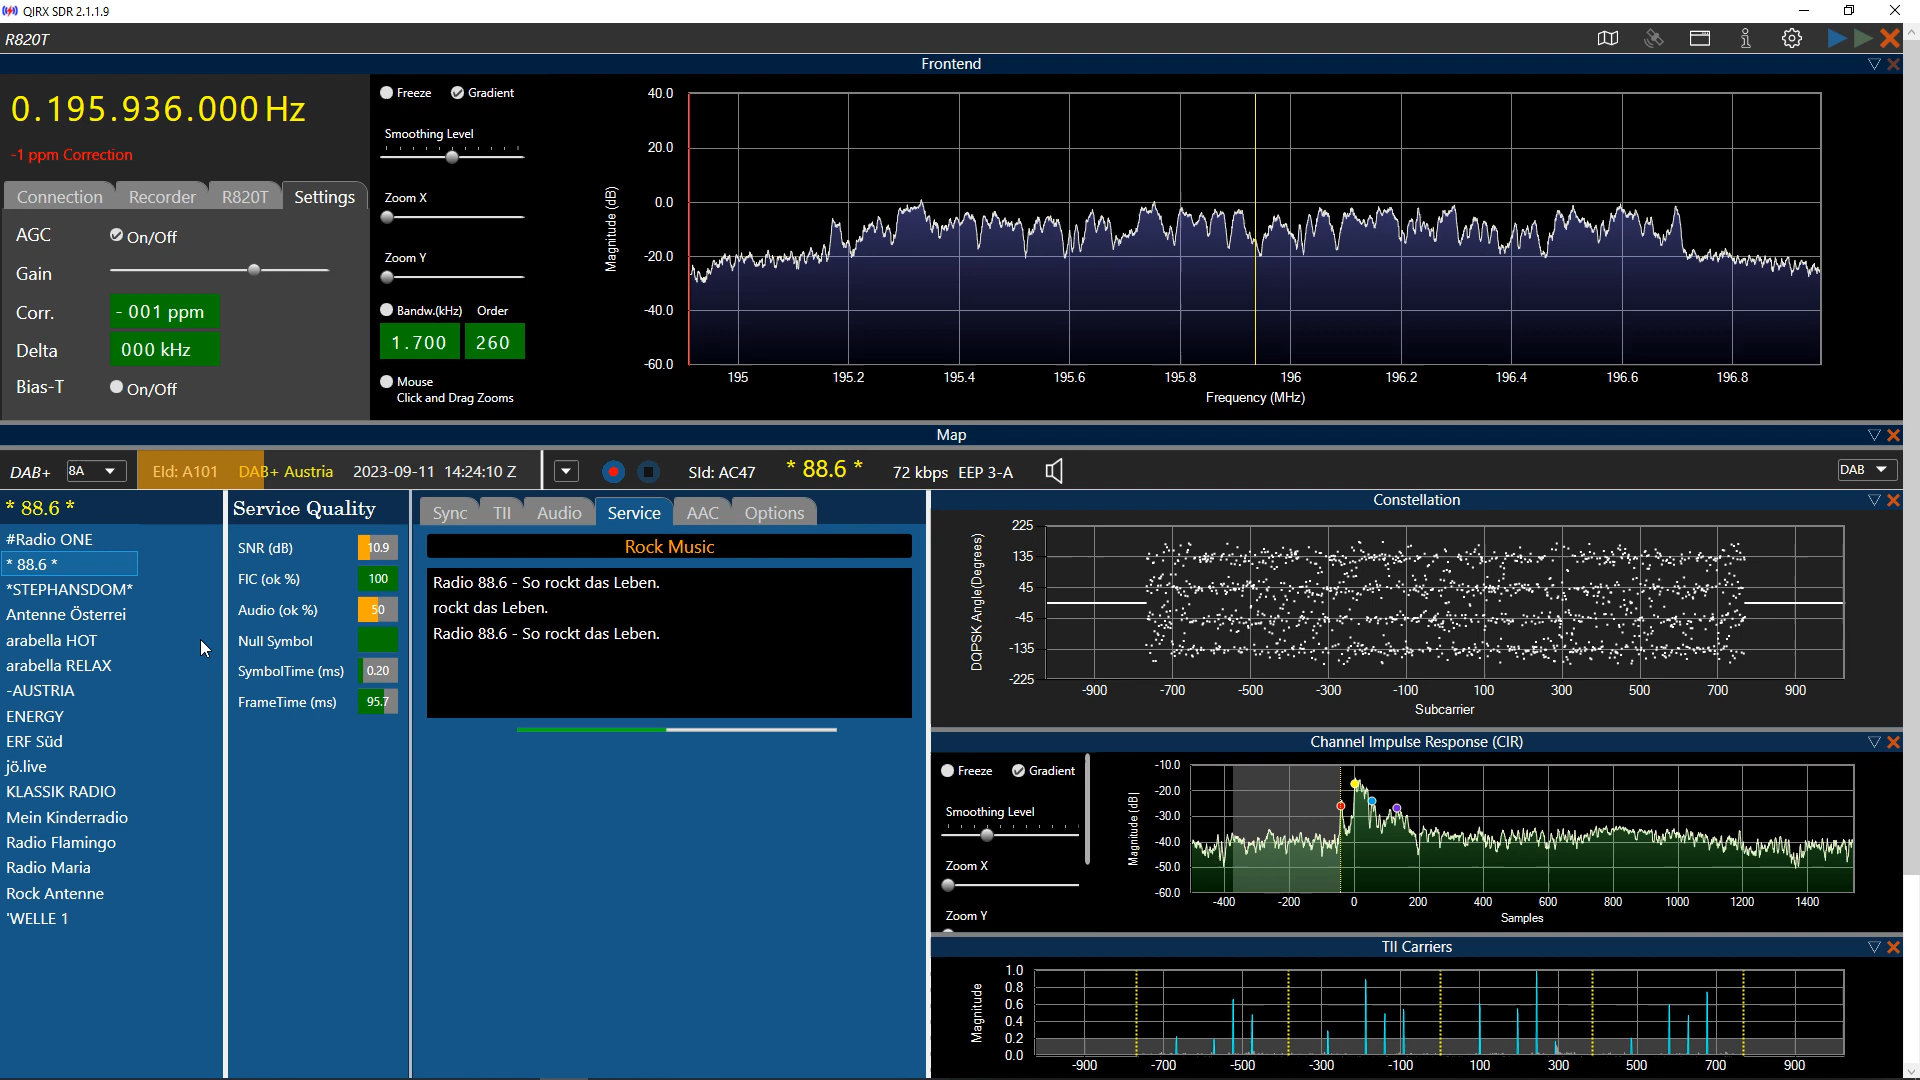 QIRX SDR 2.1.1.9
R820T
Frontend
0.195.936.000 Hz
-1 ppm Correction
Connection Recorder R820T Settings
AGC On/Off
Gain
Corr. - 001 ppm
Delta 000 kHz
Bias-T On/Off
Freeze Gradient
Smoothing Level
Zoom X
Zoom Y
Bandw.(kHz) Order
1.700 260
Mouse
Click and Drag Zooms
Magnitude (dB)
40.0
20.0
0.0
-20.0
-40.0
-60.0
195 195.2 195.4 195.6 195.8 196 196.2 196.4 196.6 196.8
Frequency (MHz)
Map
DAB+ 8A EId: A101 DAB+ Austria 2023-09-11 14:24:10 Z SId: AC47 * 88.6 * 72 kbps EEP 3-A DAB
* 88.6 *
#Radio ONE
* 88.6 *
*STEPHANSDOM*
Antenne Österrei
arabella HOT
arabella RELAX
-AUSTRIA
ENERGY
ERF Süd
jö.live
KLASSIK RADIO
Mein Kinderradio
Radio Flamingo
Radio Maria
Rock Antenne
'WELLE 1
Service Quality
SNR (dB) 10.9
FIC (ok %) 100
Audio (ok %) 50
Null Symbol
SymbolTime (ms) 0.20
FrameTime (ms) 95.7
Sync TII Audio Service AAC Options
Rock Music
Radio 88.6 - So rockt das Leben.
rockt das Leben.
Radio 88.6 - So rockt das Leben.
Constellation
DQPSK Angle(Degrees)
225
135
45
-45
-135
-225
-900 -700 -500 -300 -100 100 300 500 700 900
Subcarrier
Channel Impulse Response (CIR)
Freeze Gradient
Smoothing Level
Zoom X
Zoom Y
Magnitude [dB]
-10.0
-20.0
-30.0
-40.0
-50.0
-60.0
-400 -200 0 200 400 600 800 1000 1200 1400
Samples
TII Carriers
Magnitude
1.0
0.8
0.6
0.4
0.2
0.0
-900 -700 -500 -300 -100 100 300 500 700 900